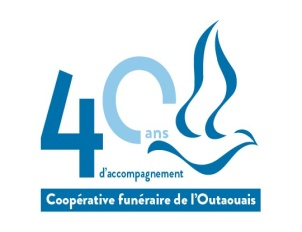 40
ans
d'accompagnement
Coopérative funéraire de l'Outaouais